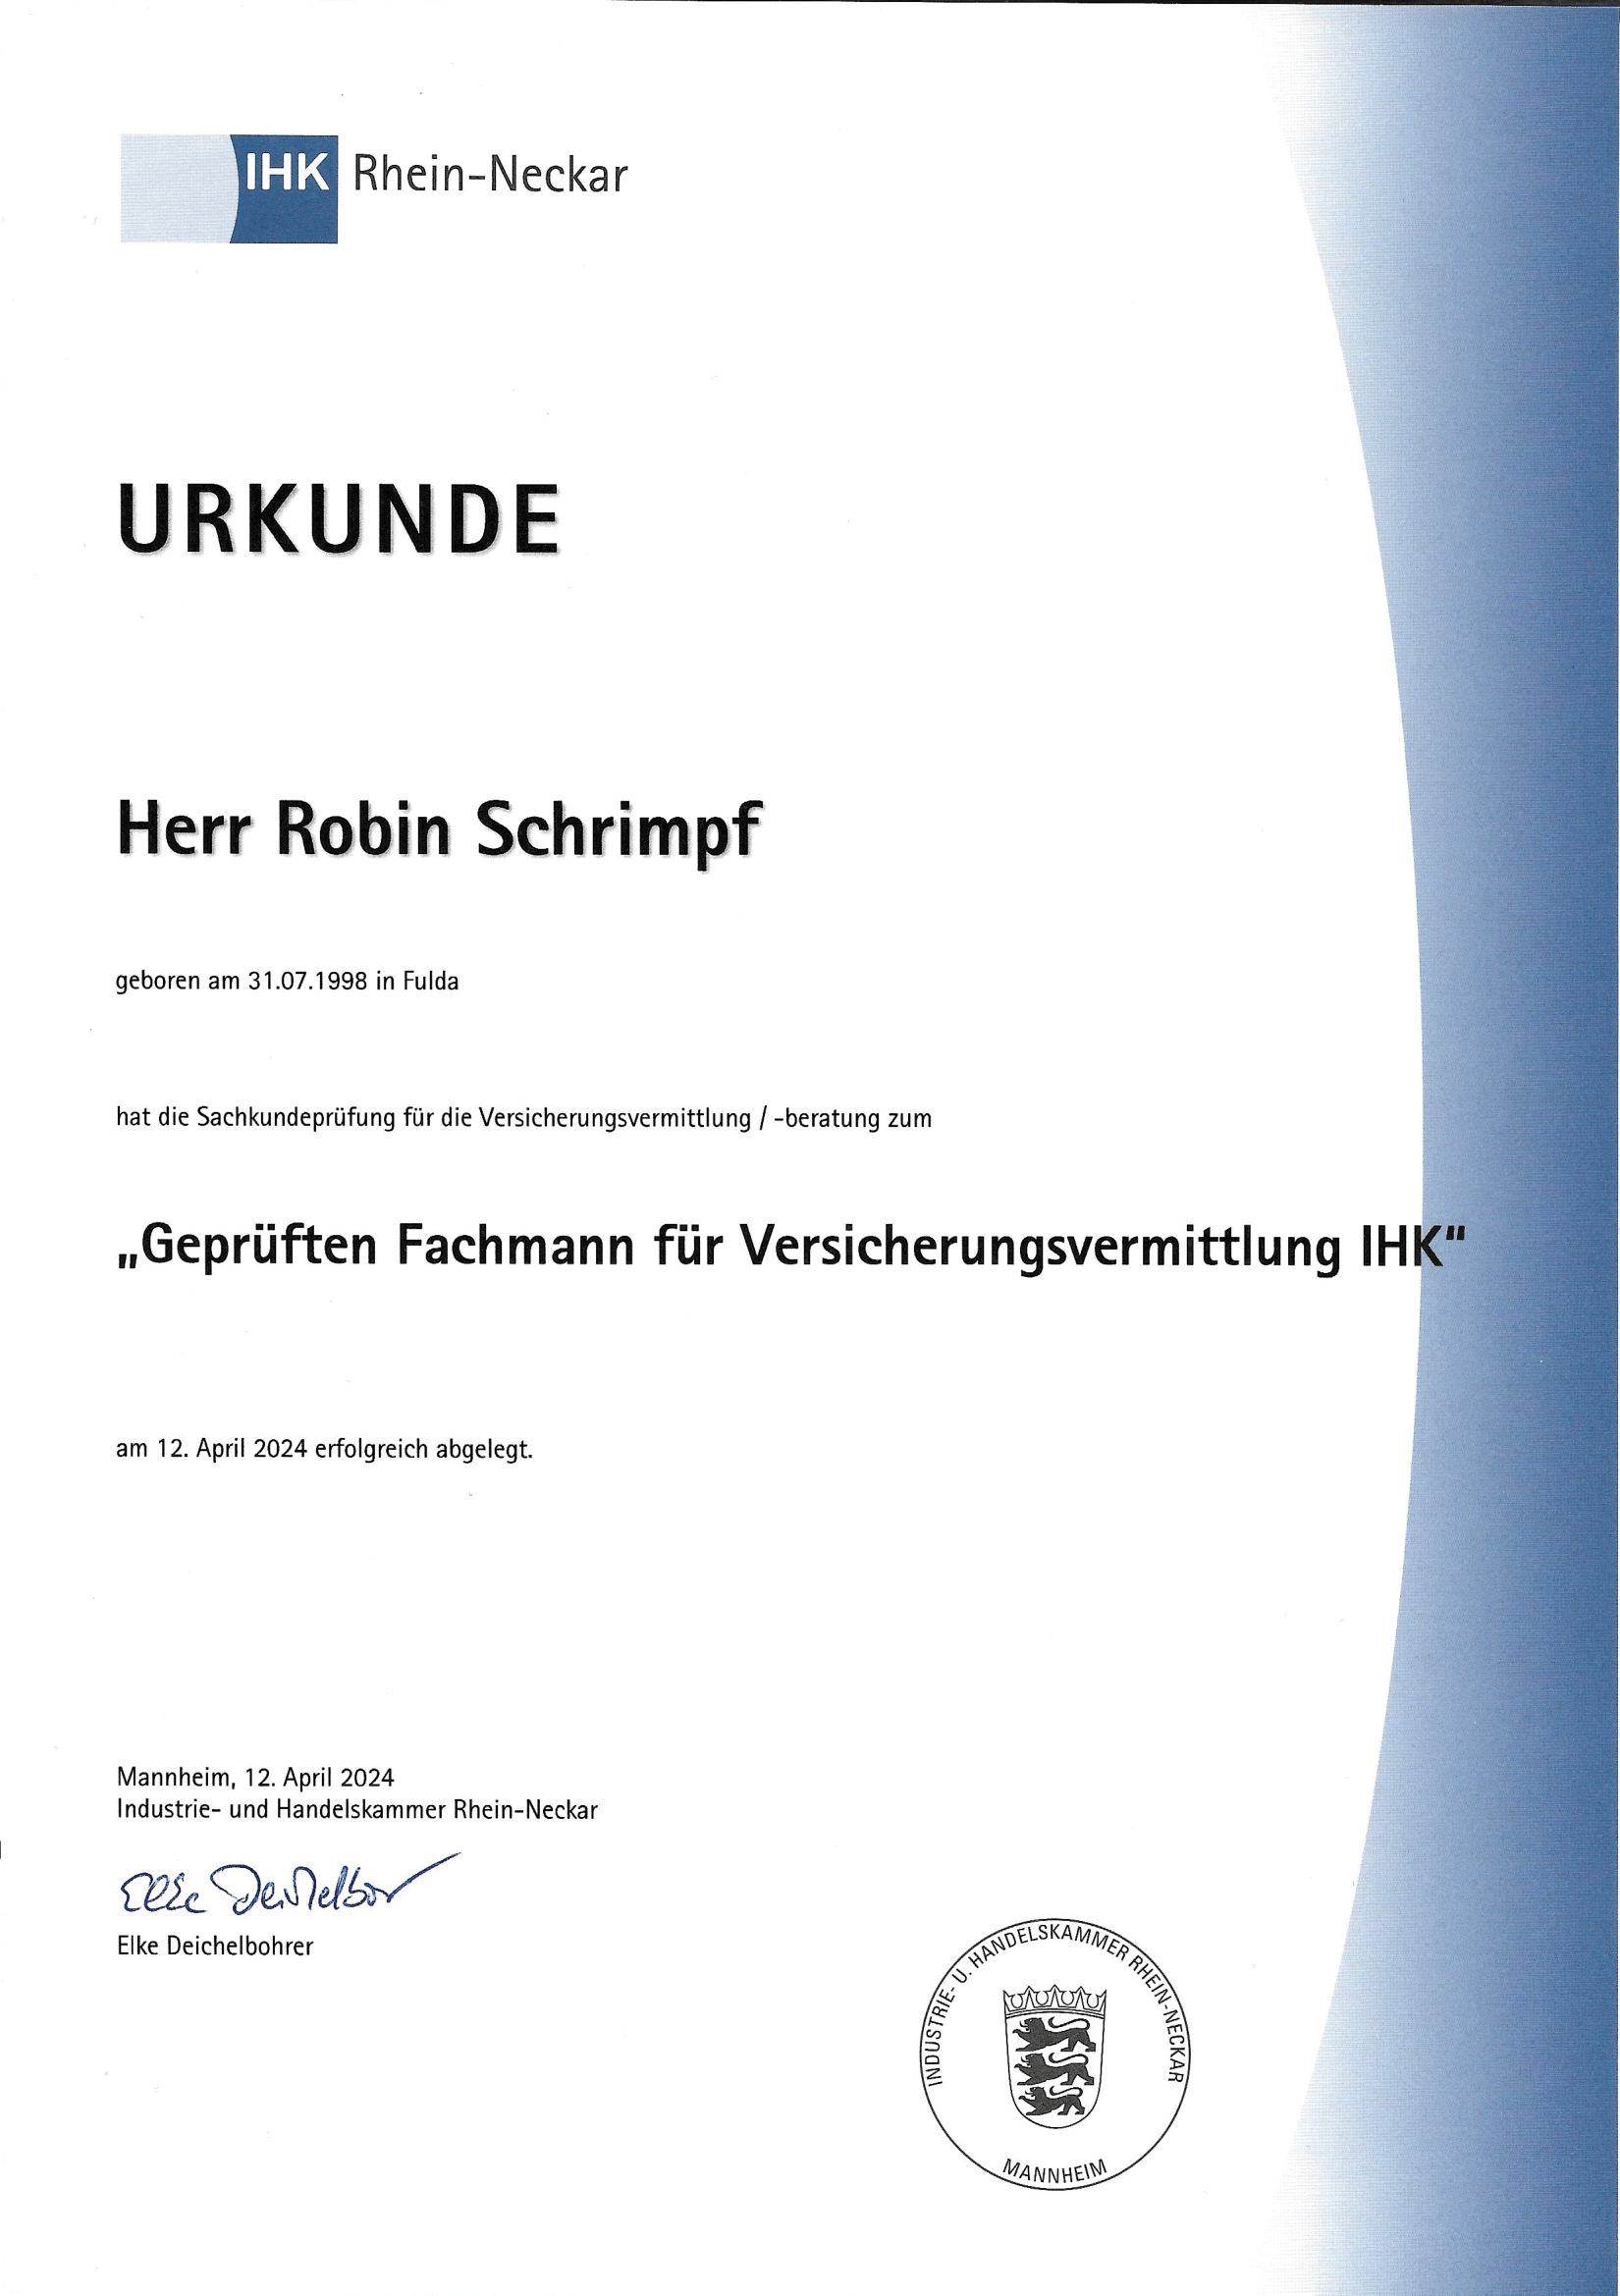 IHK Rhein-Neckar
URKUNDE
Herr Robin Schrimpf
geboren am 31.07.1998 in Fulda
hat die Sachkundeprüfung für die Versicherungsvermittlung / -beratung zum
„Geprüften Fachmann für Versicherungsvermittlung IHK“
am 12. April 2024 erfolgreich abgelegt.
Mannheim, 12. April 2024
Industrie- und Handelskammer Rhein-Neckar
Elke Deichelbohrer
INDUSTRIE- U. HANDELSKAMMER RHEIN-NECKAR
MANNHEIM